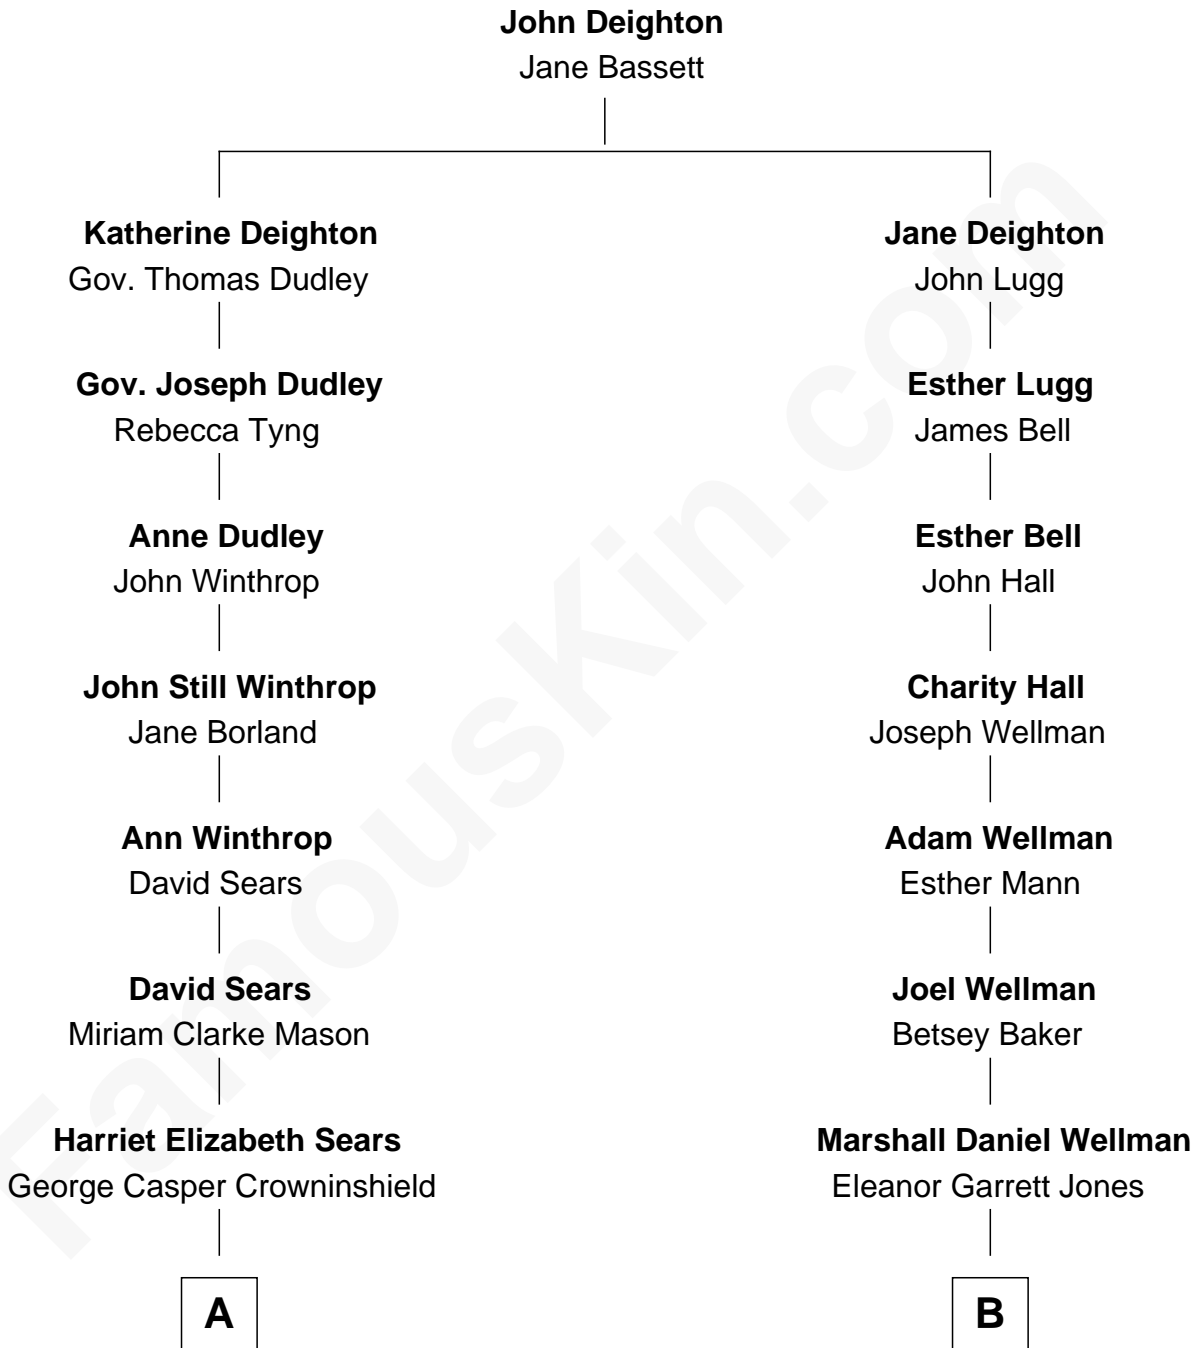 John Deighton
Jane Bassett
Katherine Deighton
Gov. Thomas Dudley
Jane Deighton
John Lugg
Gov. Joseph Dudley
Rebecca Tyng
Esther Lugg
James Bell
Anne Dudley
John Winthrop
Esther Bell
John Hall
John Still Winthrop
Jane Borland
Charity Hall
Joseph Wellman
Ann Winthrop
David Sears
Adam Wellman
Esther Mann
David Sears
Miriam Clarke Mason
Joel Wellman
Betsey Baker
Harriet Elizabeth Sears
George Casper Crowninshield
Marshall Daniel Wellman
Eleanor Garrett Jones
A
B
FamousKin.com